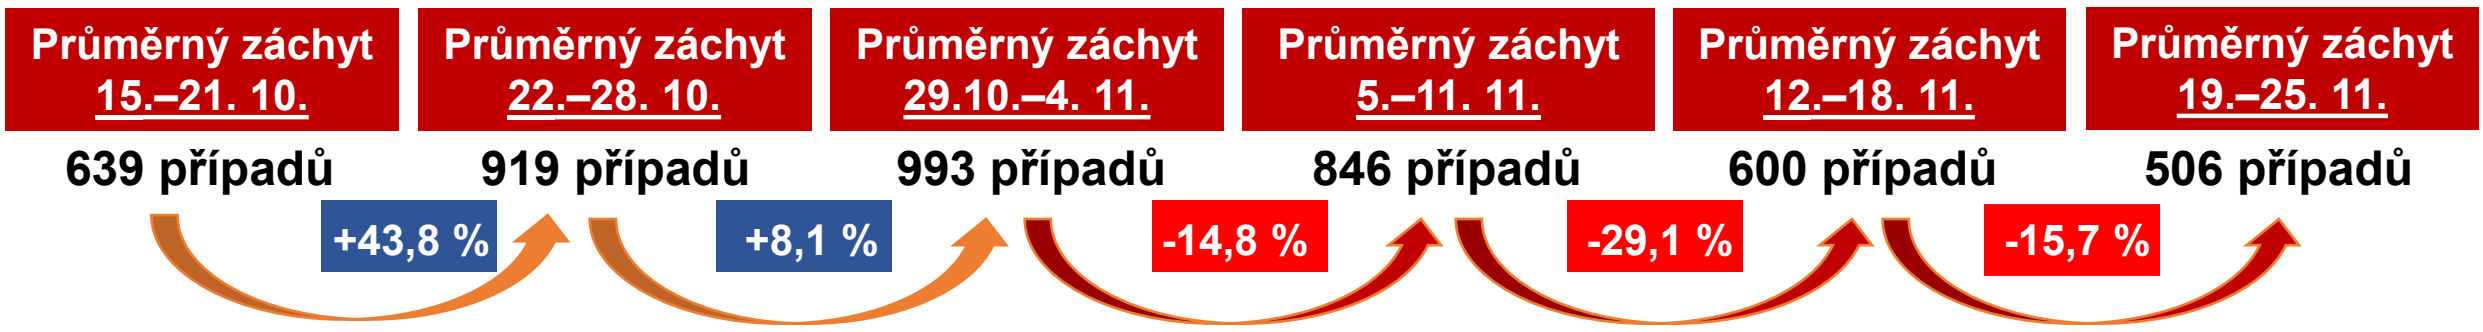 Průměrný záchyt
15.–21. 10.
Průměrný záchyt
22.–28. 10.
Průměrný záchyt
29.10.–4. 11.
Průměrný záchyt
5.–11. 11.
Průměrný záchyt
12.–18. 11.
Průměrný záchyt
19.–25. 11.
639 případů
919 případů
993 případů
846 případů
600 případů
506 případů
+43,8 %
+8,1 %
-14,8 %
-29,1 %
-15,7 %